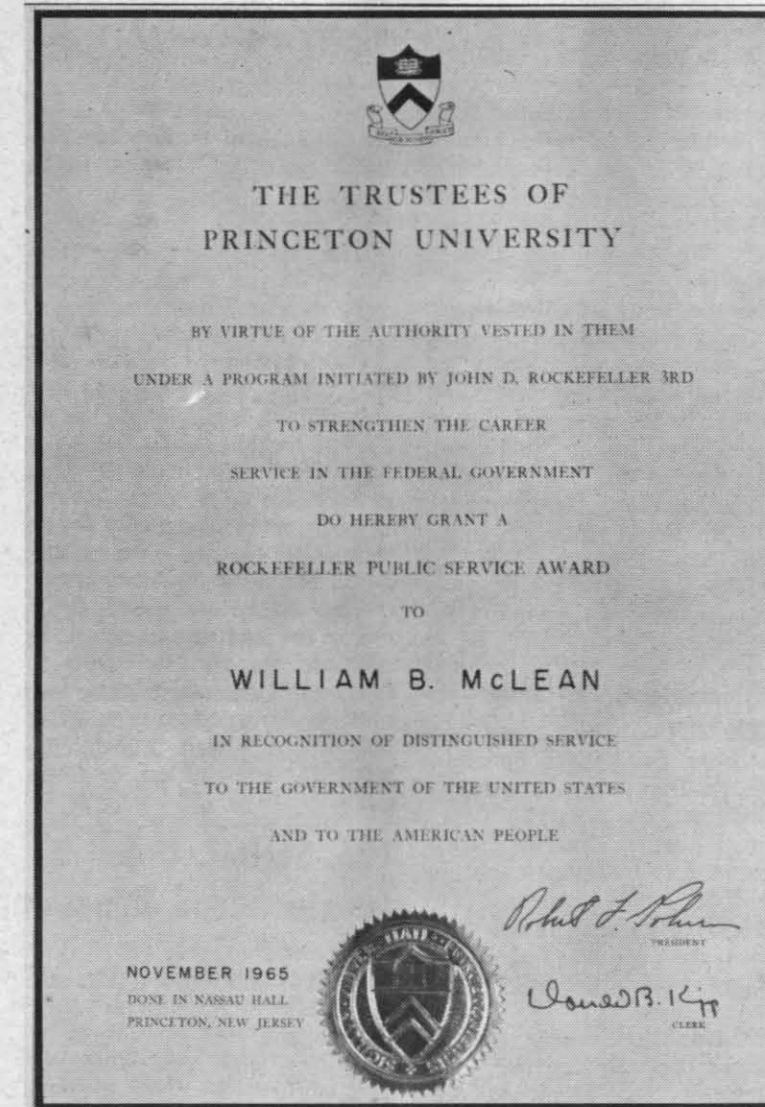 THE TRUSTEES OF
PRINCETON UNIVERSITY
BY VIRTUE OF THE AUTHORITY VESTED IN THEM
UNDER A PROGRAM INITIATED BY JOHN D. ROCKEFELLER 3RD
TO STRENGTHEN THE CAREER
SERVICE IN THE FEDERAL GOVERNMENT
DO HEREBY GRANT A
ROCKEFELLER PUBLIC SERVICE AWARD
TO
WILLIAM B. McLEAN
IN RECOGNITION OF DISTINGUISHED SERVICE
TO THE GOVERNMENT OF THE UNITED STATES
AND TO THE AMERICAN PEOPLE
Robert F.
PRESIDENT
NOVEMBER 1965
DONE IN NASSAU HALL
PRINCETON, NEW JERSEY
Donald B. Kipp
CLERK